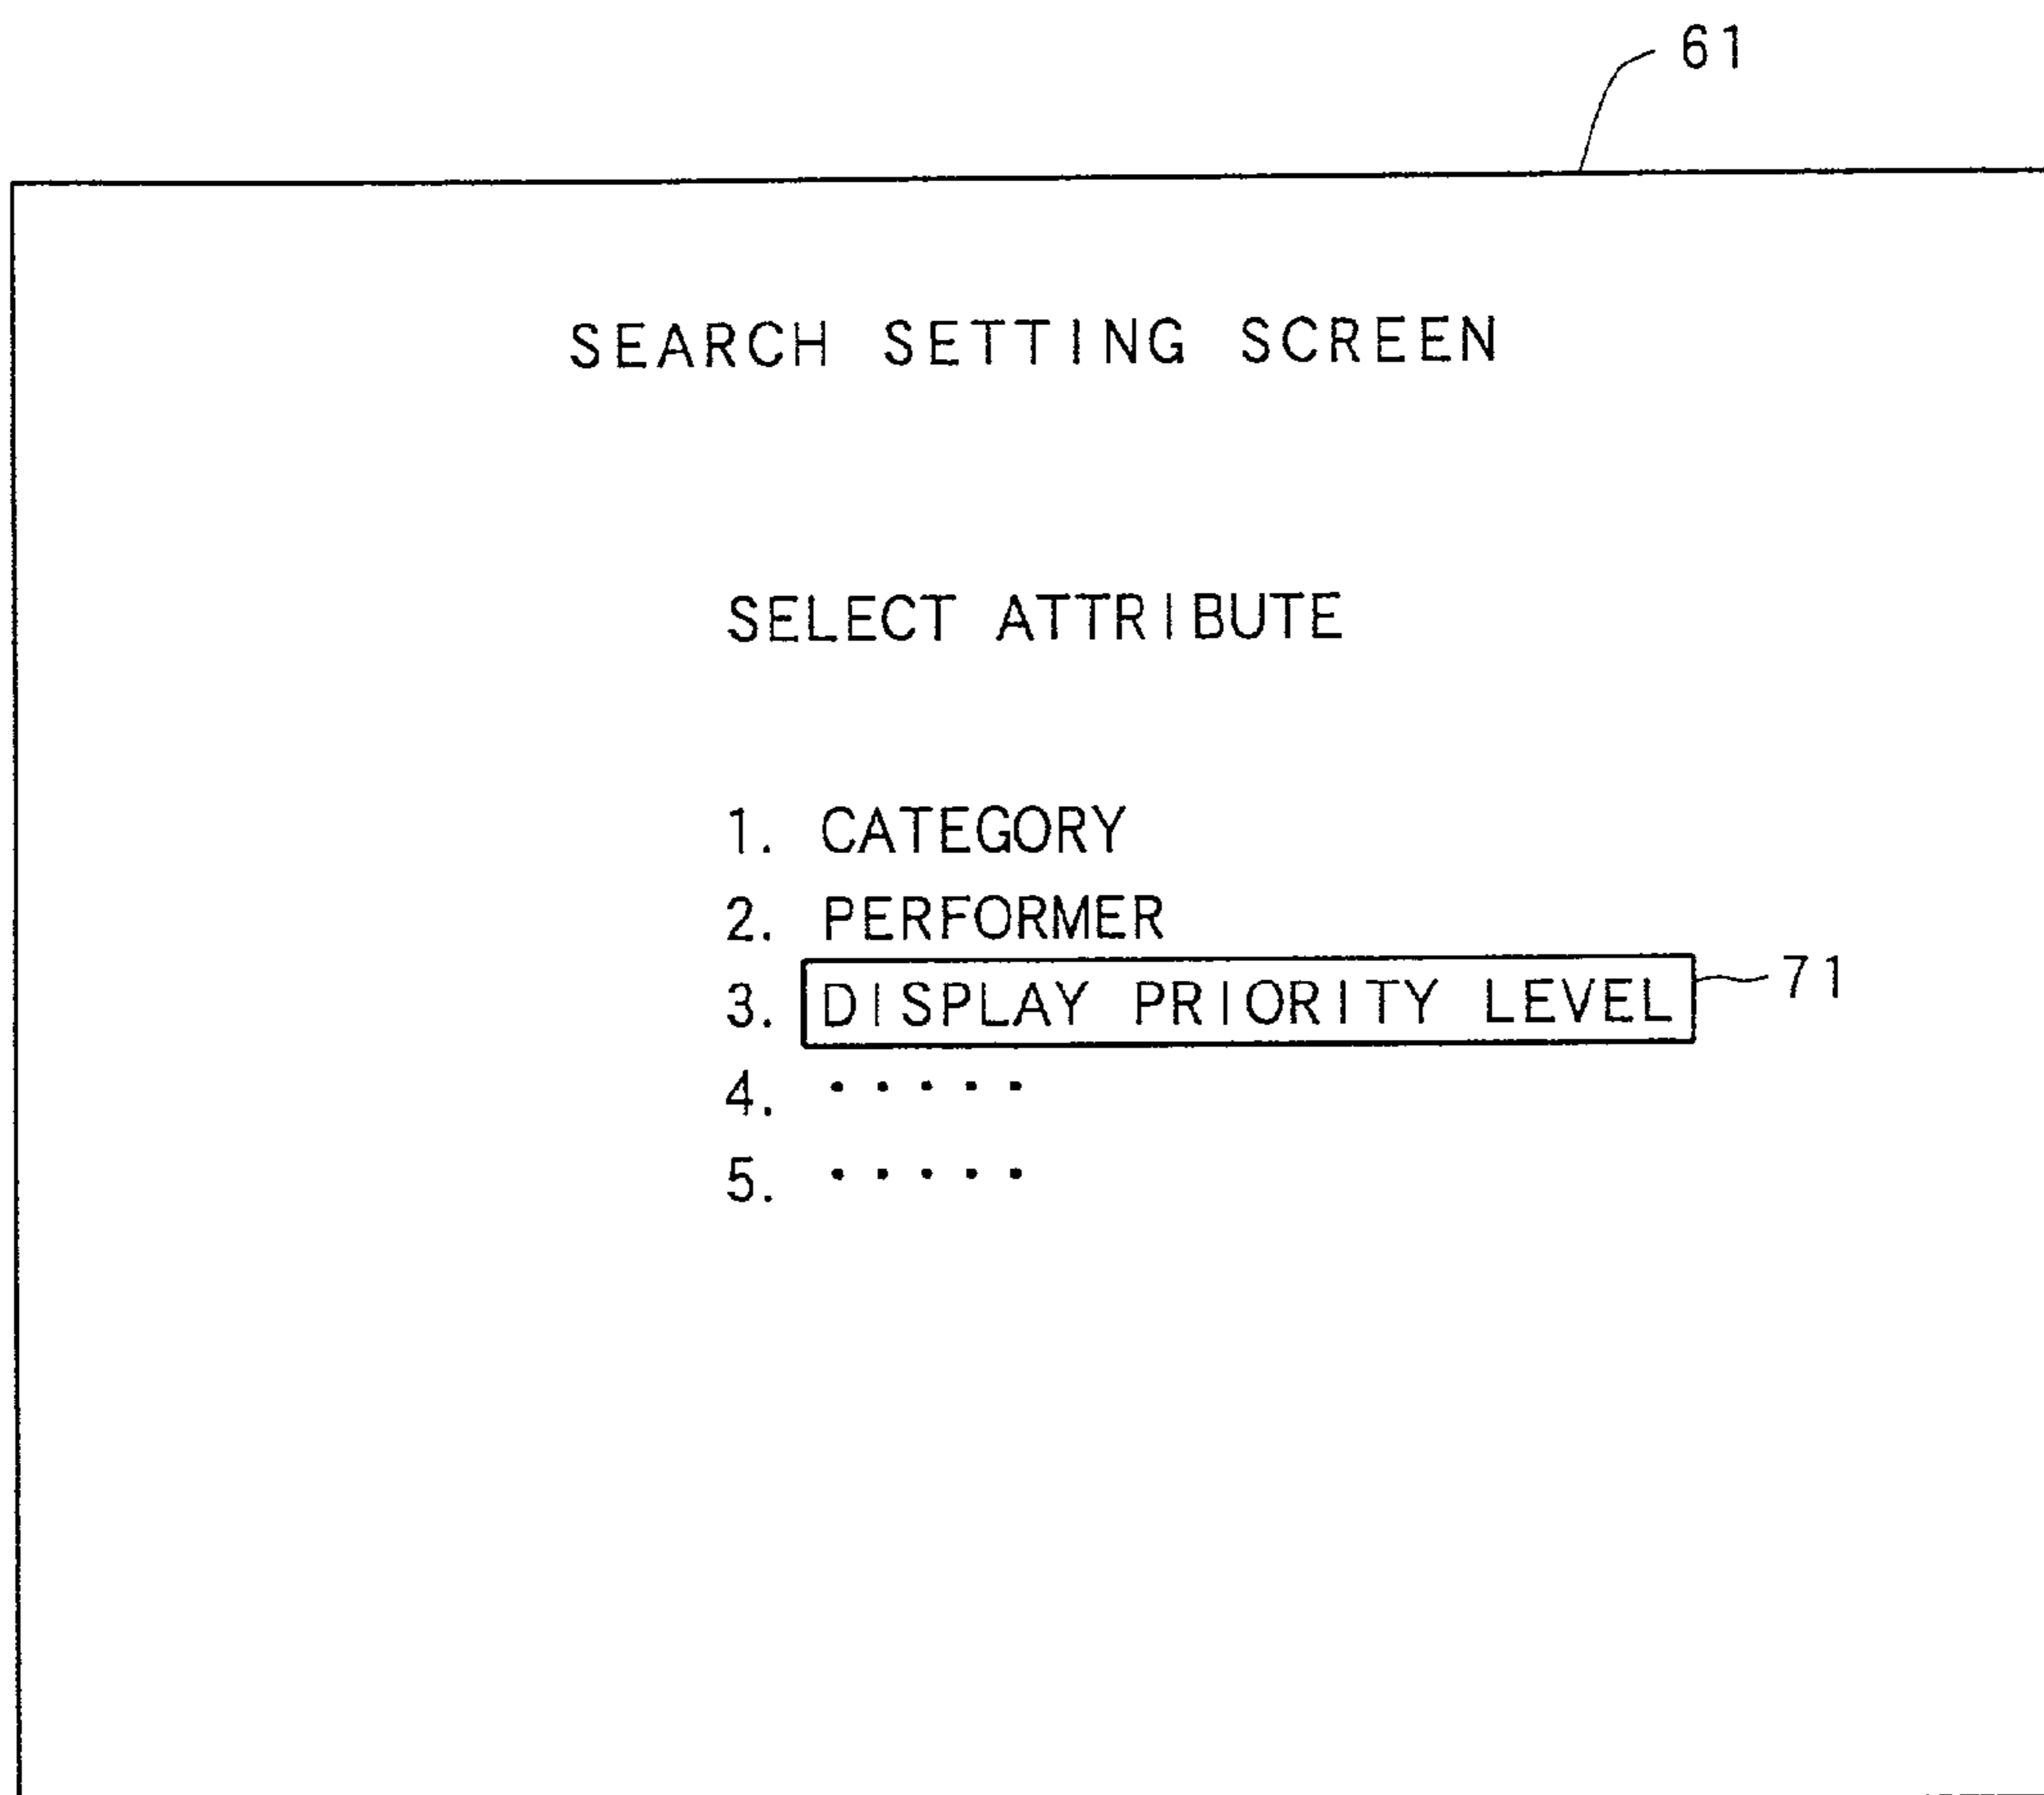 61
SEARCH SETTING SCREEN
SELECT ATTRIBUTE
1. CATEGORY
2. PERFORMER
3. DISPLAY PRIORITY LEVEL 71
4. ・・・・・
5. ・・・・・